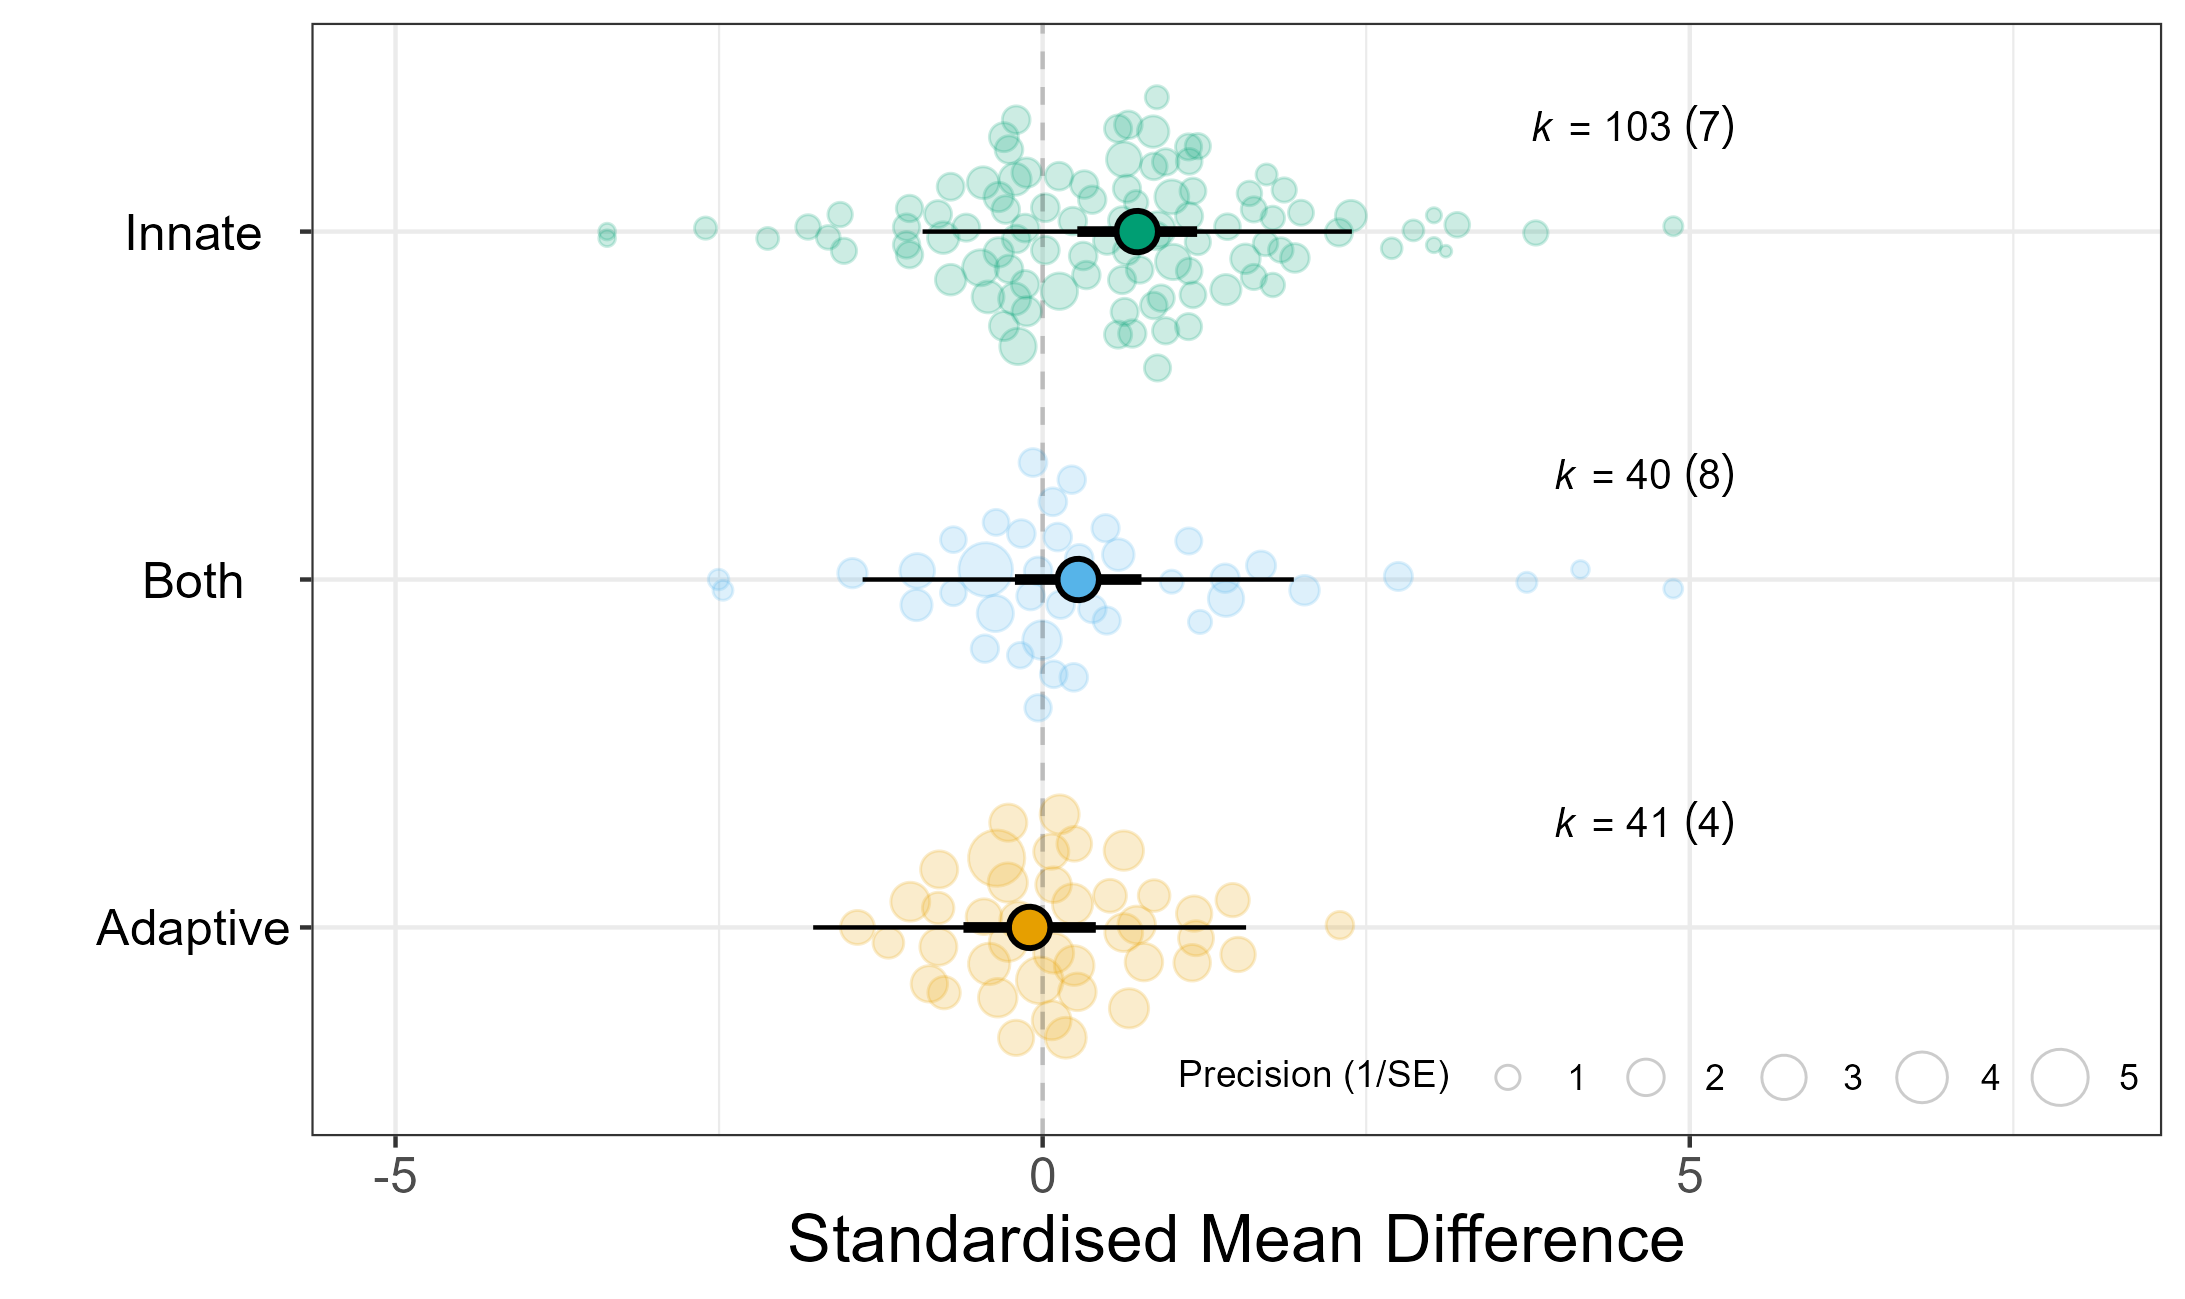 k = 103 (7)
Innate
k = 40 (8)
Both
k = 41 (4)
Adaptive
Precision (1/SE) 1 2 3 4 5
-5 0 5
Standardised Mean Difference